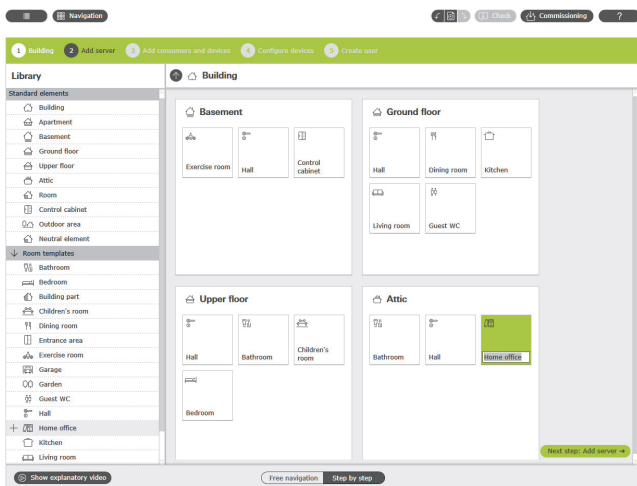 Navigation
Check
Commissioning
?
1 Building
2 Add server
3 Add consumers and devices
4 Configure devices
5 Create user
Library
Building
Standard elements
Building
Apartment
Basement
Ground floor
Upper floor
Attic
Room
Control cabinet
Outdoor area
Neutral element
Room templates
Bathroom
Bedroom
Building part
Children's room
Dining room
Entrance area
Exercise room
Garage
Garden
Guest WC
Hall
Home office
Kitchen
Living room
Basement
Exercise room
Hall
Control
cabinet
Ground floor
Hall
Dining room
Kitchen
Living room
Guest WC
Upper floor
Hall
Bathroom
Children's
room
Bedroom
Attic
Bathroom
Hall
Home office
Next step: Add server →
Show explanatory video
Free navigation
Step by step